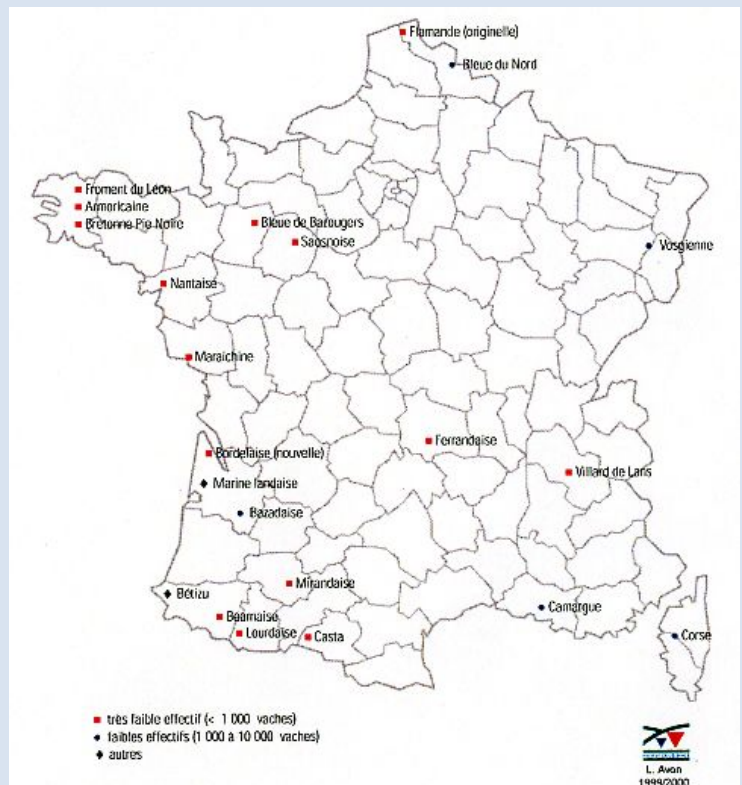 Flamande (originelle)
Bleue du Nord
Froment du Léon
Armoricaine
Bretonne Pie Noire
Bleue de Bazougers
Saosnoise
Vosgienne
Nantaise
Maraichine
Ferrandaise
Bordelaise (nouvelle)
Villard de Lans
Marine landaise
Bazadaise
Mirandaise
Bétizu
Béarnaise
Camargue
Lourdaise
Casta
Corse
très faible effectif (< 1 000 vaches)
faibles effectifs (1 000 à 10 000 vaches)
autres
L. Avon
1999/2000